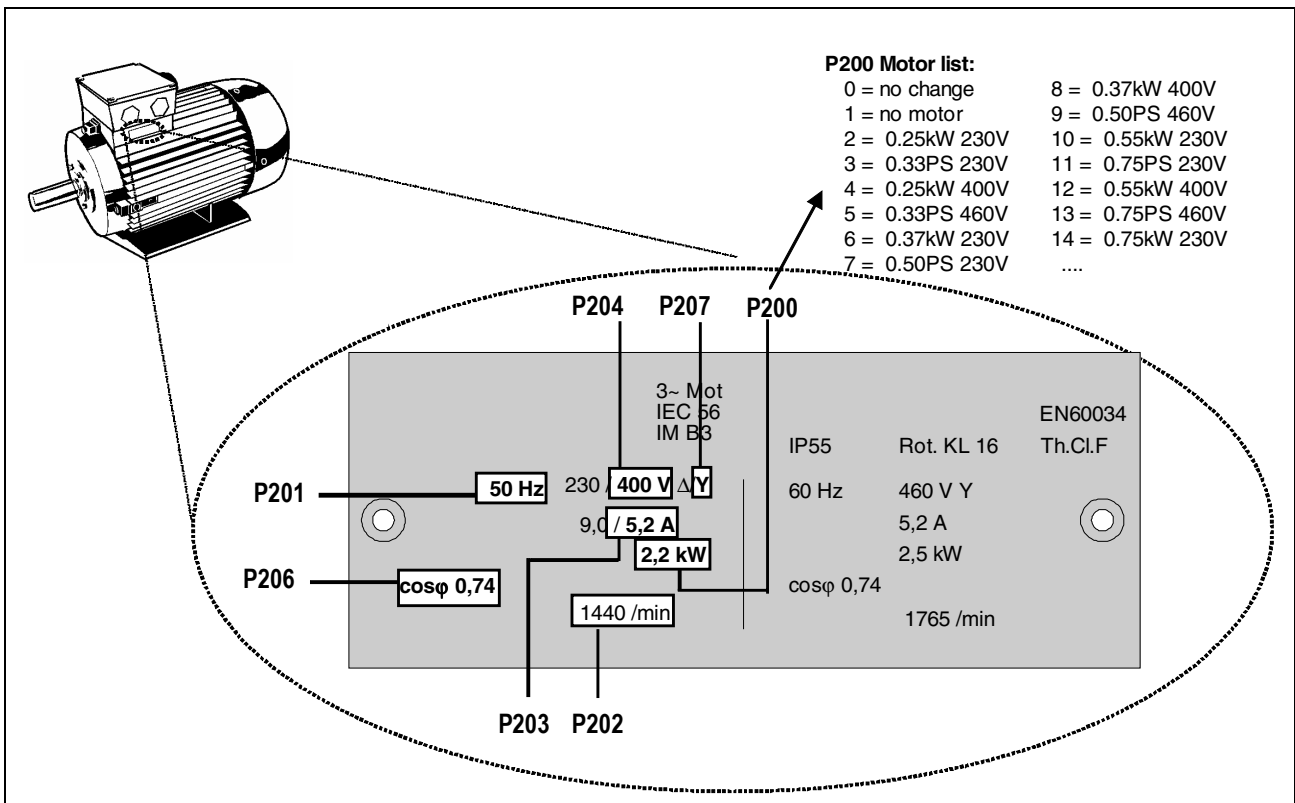 P200 Motor list:
0 = no change
1 = no motor
2 = 0.25kW 230V
3 = 0.33PS 230V
4 = 0.25kW 400V
5 = 0.33PS 460V
6 = 0.37kW 230V
7 = 0.50PS 230V
8 = 0.37kW 400V
9 = 0.50PS 460V
10 = 0.55kW 230V
11 = 0.75PS 230V
12 = 0.55kW 400V
13 = 0.75PS 460V
14 = 0.75kW 230V
....
P204 P207 P200
3~ Mot
IEC 56
IM B3
EN60034
IP55 Rot. KL 16 Th.Cl.F
P201
50 Hz 230 / 400 V Δ/Y
60 Hz 460 V Y
9,0 / 5,2 A
5,2 A
2,2 kW
2,5 kW
P206
cosφ 0,74
cosφ 0,74
1440 /min
1765 /min
P203 P202